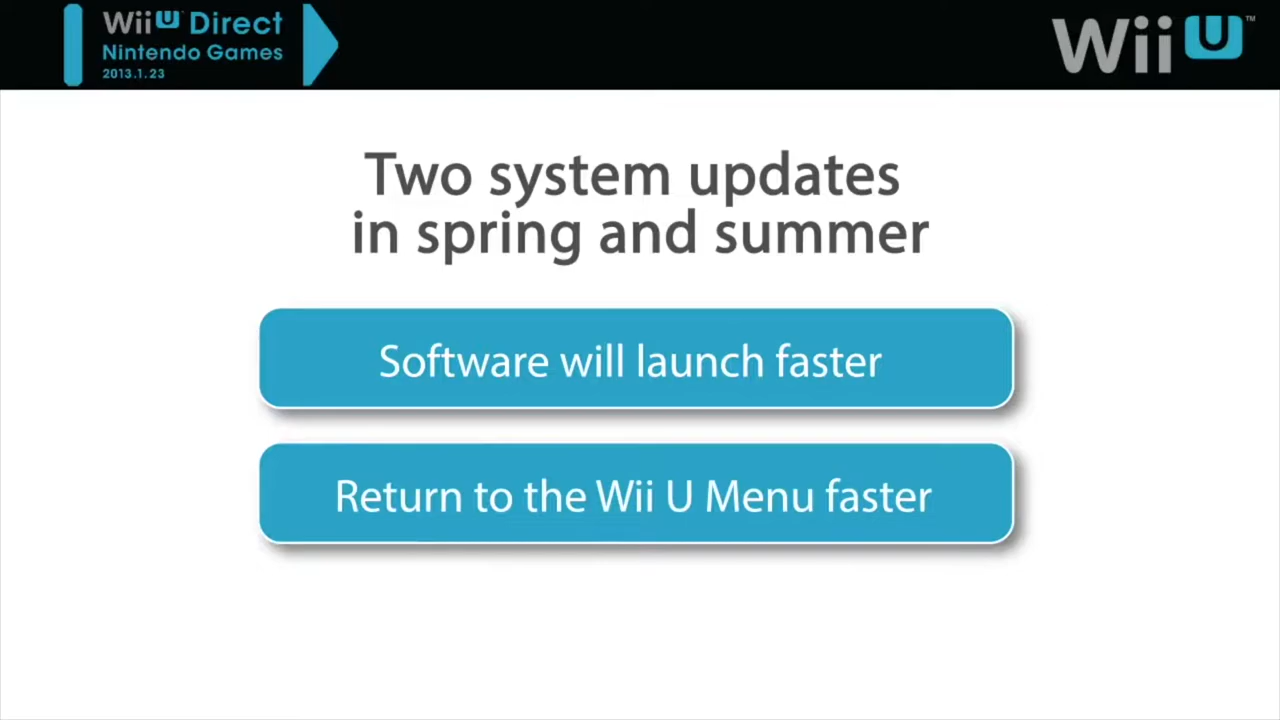 Wii U Direct
Nintendo Games
2013.1.23
Wii U™
Two system updates
in spring and summer
Software will launch faster
Return to the Wii U Menu faster